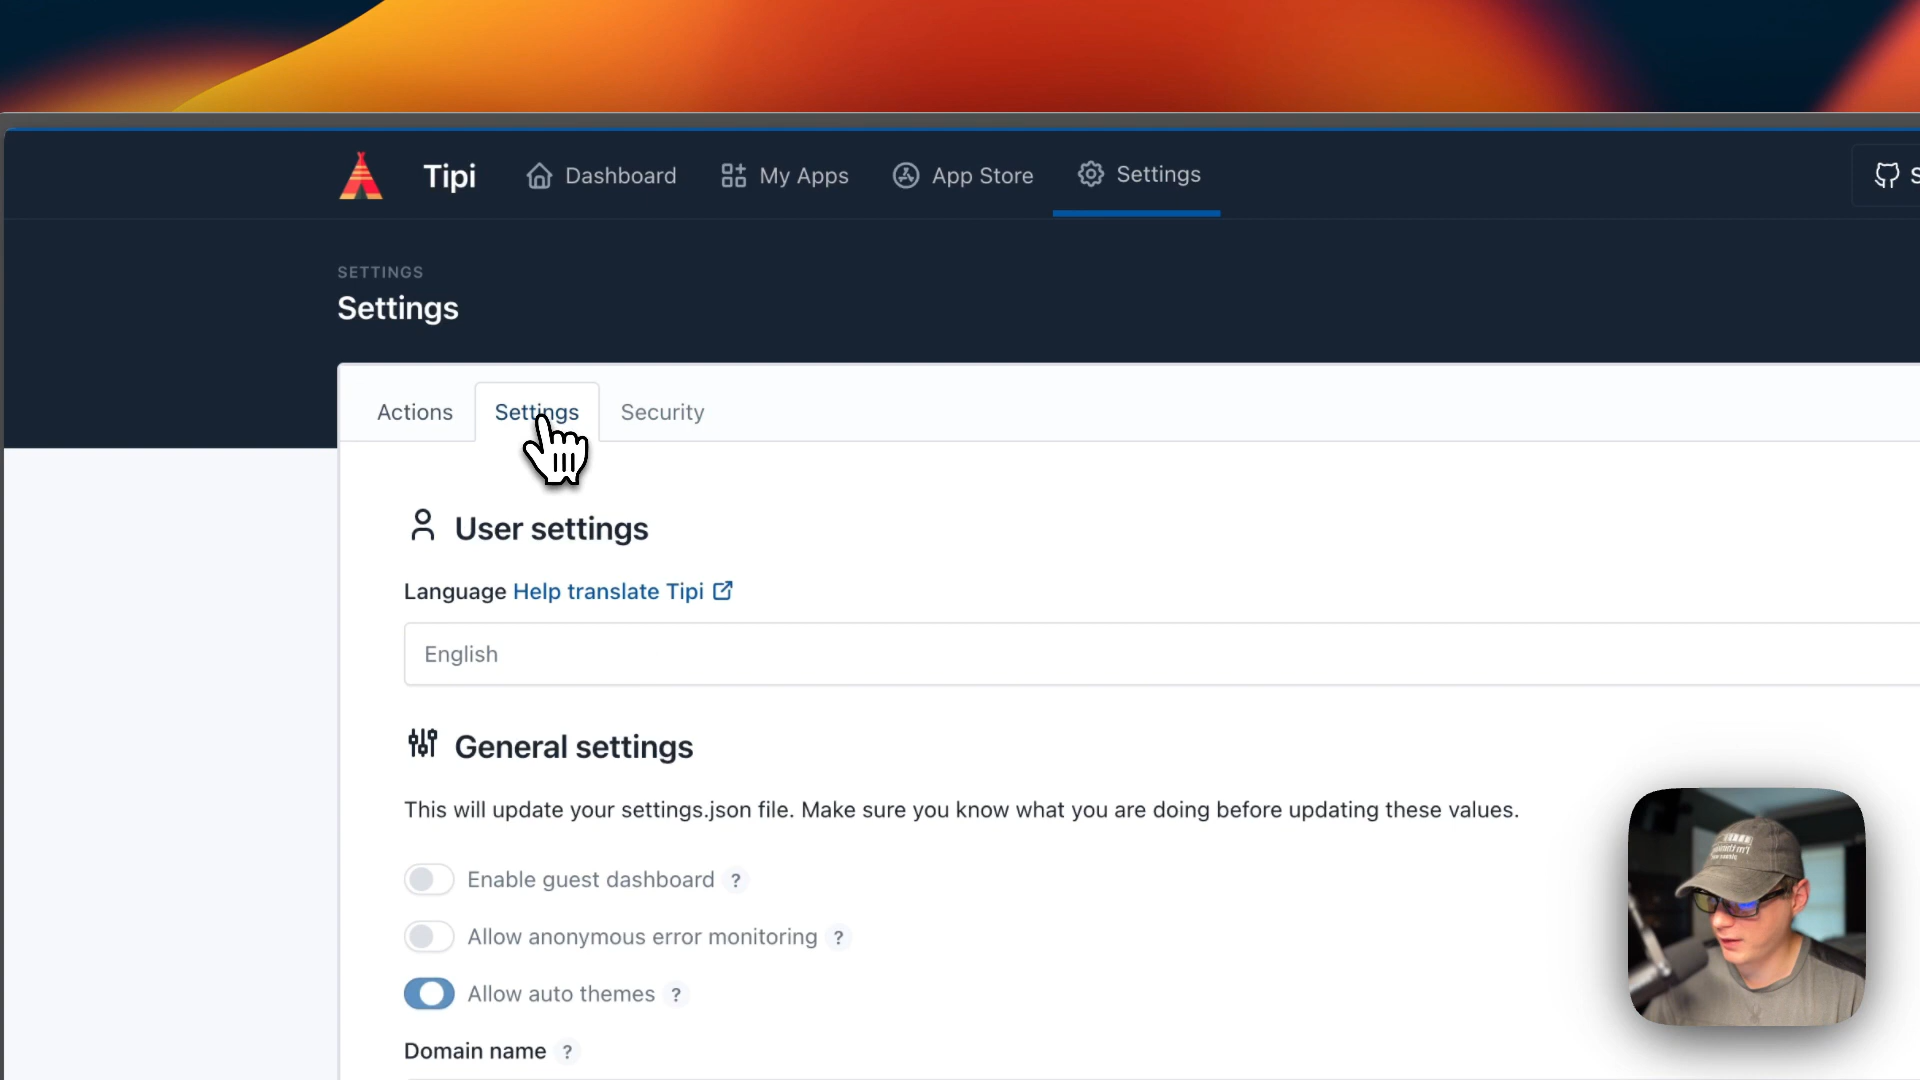 Tipi
Dashboard
My Apps
App Store
Settings
SETTINGS
Settings
Actions
Settings
Security
User settings
Language Help translate Tipi
English
General settings
This will update your settings.json file. Make sure you know what you are doing before updating these values.
Enable guest dashboard ?
Allow anonymous error monitoring ?
Allow auto themes ?
Domain name ?